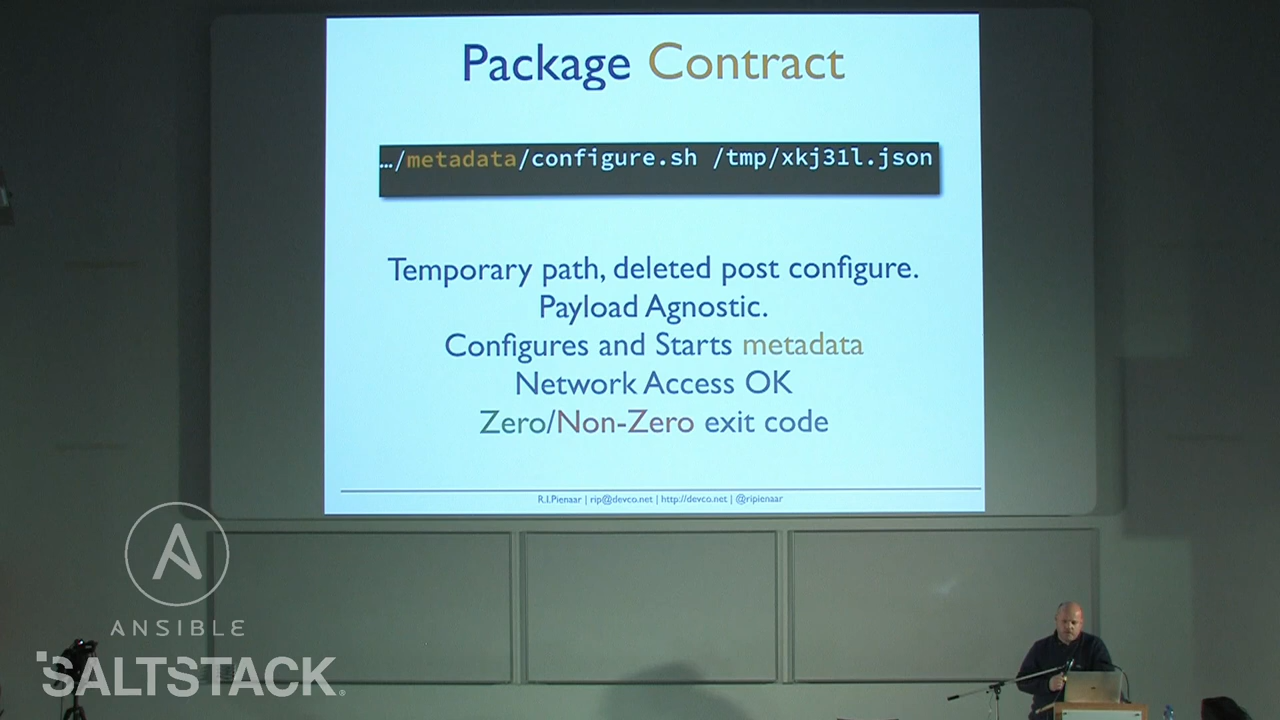 Package Contract
…/metadata/configure.sh /tmp/xkj31l.json
Temporary path, deleted post configure.
Payload Agnostic.
Configures and Starts metadata
Network Access OK
Zero/Non-Zero exit code
R.I.Pienaar | rip@devco.net | http://devco.net | @ripienaar
ANSIBLE
SALTSTACK.